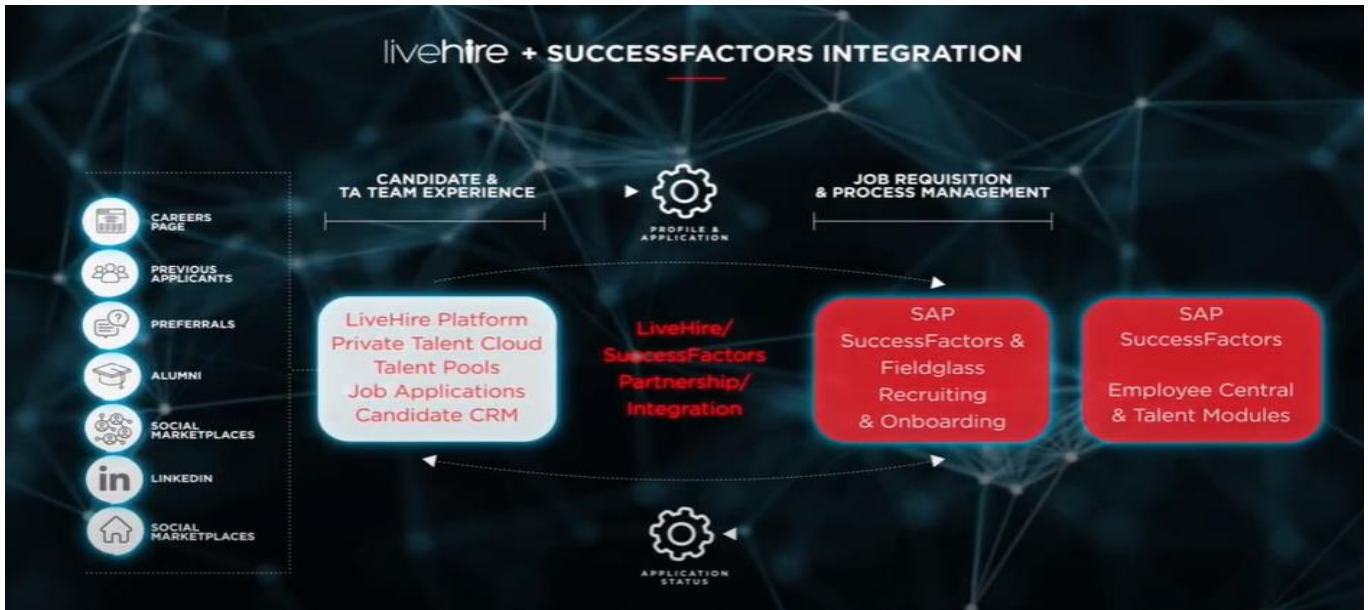 livehire + SUCCESSFACTORS INTEGRATION
CANDIDATE &
TA TEAM EXPERIENCE
JOB REQUISITION
& PROCESS MANAGEMENT
PROFILE &
APPLICATION
CAREERS
PAGE
PREVIOUS
APPLICANTS
PREFERRALS
ALUMNI
SOCIAL
MARKETPLACES
in
LINKEDIN
SOCIAL
MARKETPLACES
LiveHire Platform
Private Talent Cloud
Talent Pools
Job Applications
Candidate CRM
LiveHire/
SuccessFactors
Partnership/
Integration
SAP
SuccessFactors &
Fieldglass
Recruiting
& Onboarding
SAP
SuccessFactors
Employee Central
& Talent Modules
APPLICATION
STATUS